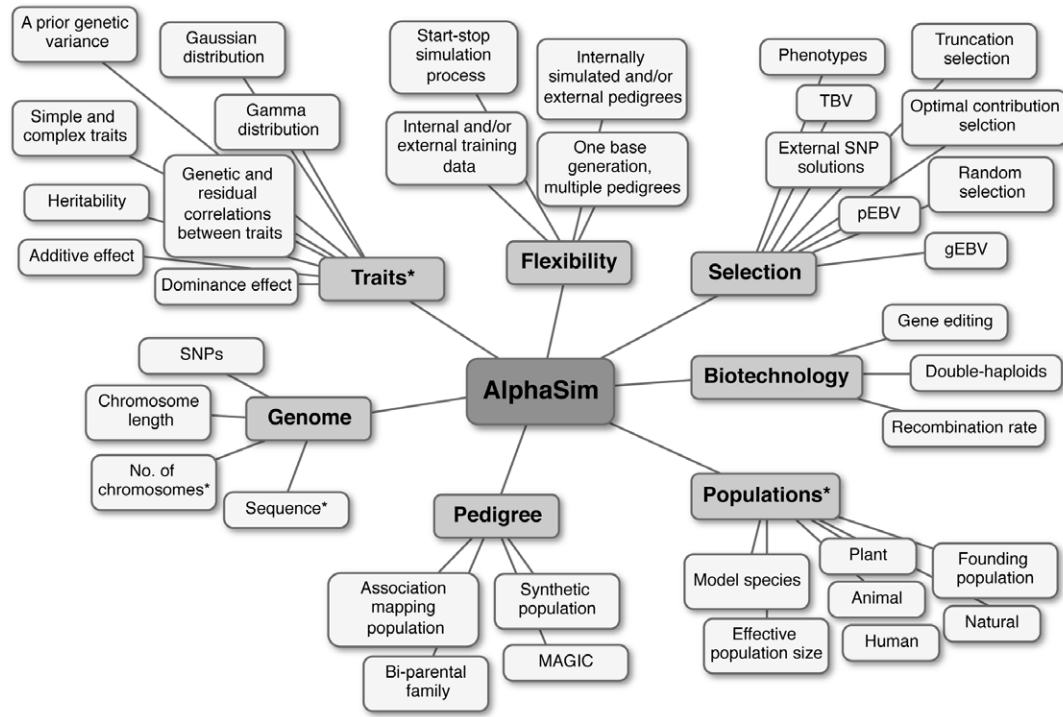 A prior genetic
variance
Gaussian
distribution
Gamma
distribution
Simple and
complex traits
Genetic and
residual
correlations
between traits
Heritability
Additive effect
Dominance effect
Traits*
Start-stop
simulation
process
Internally
simulated and/or
external pedigrees
Internal and/or
external training
data
One base
generation,
multiple pedigrees
Flexibility
Phenotypes
Truncation
selection
TBV
Optimal contribution
selction
External SNP
solutions
Random
selection
pEBV
gEBV
Selection
AlphaSim
Gene editing
Biotechnology
Double-haploids
Recombination rate
SNPs
Chromosome
length
Genome
No. of
chromosomes*
Sequence*
Pedigree
Association
mapping
population
Synthetic
population
Bi-parental
family
MAGIC
Populations*
Plant
Founding
population
Model species
Animal
Natural
Effective
population size
Human